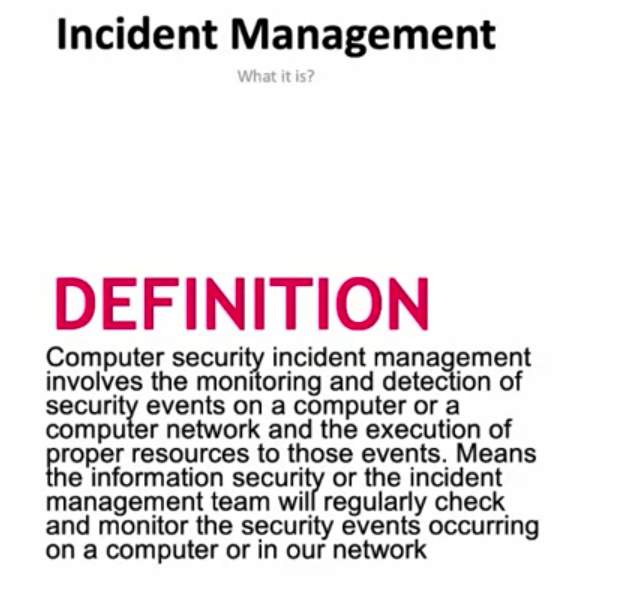 Incident Management
What it is?
DEFINITION
Computer security incident management
involves the monitoring and detection of
security events on a computer or a
computer network and the execution of
proper resources to those events. Means
the information security or the incident
management team will regularly check
and monitor the security events occurring
on a computer or in our network